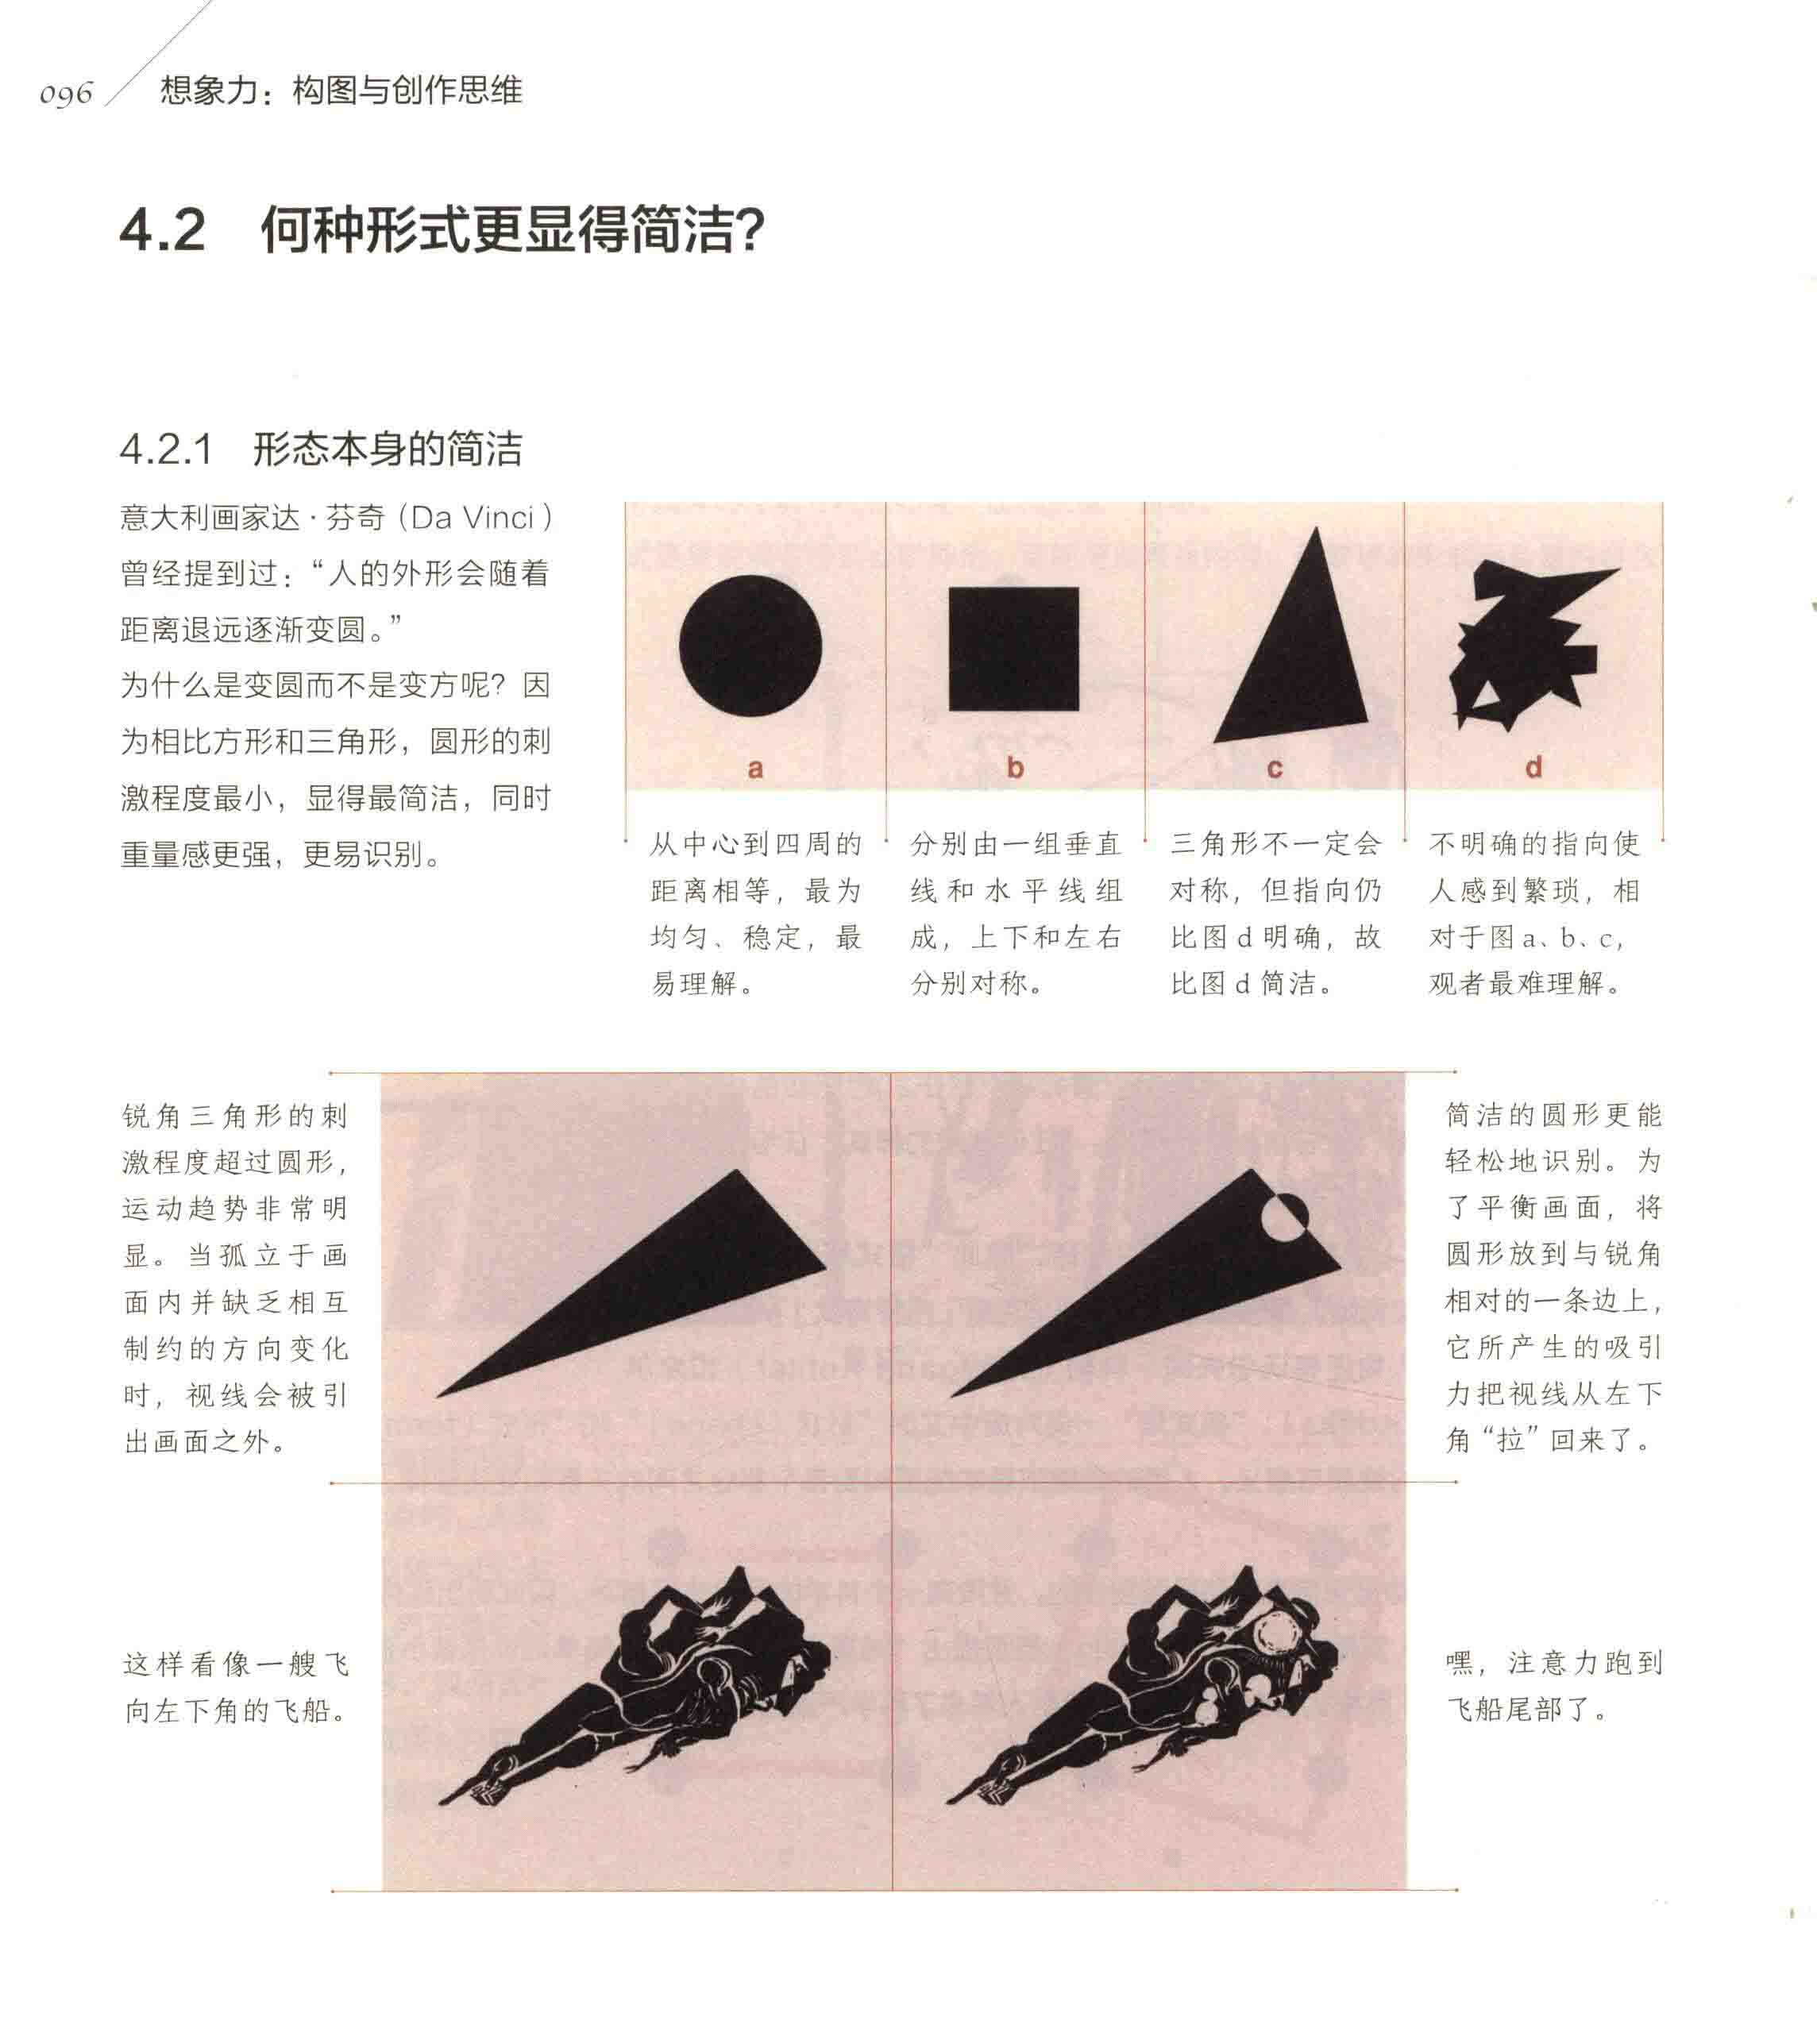 096
想象力：构图与创作思维
4.2 何种形式更显得简洁？
4.2.1 形态本身的简洁
意大利画家达·芬奇（Da Vinci）
曾经提到过：“人的外形会随着
距离退远逐渐变圆。”
为什么是变圆而不是变方呢？因
为相比方形和三角形，圆形的刺
激程度最小，显得最简洁，同时
重量感更强，更易识别。
a
从中心到四周的
距离相等，最为
均匀、稳定，最
易理解。
b
分别由一组垂直
线和水平线组
成，上下和左右
分别对称。
c
三角形不一定会
对称，但指向仍
比图 d 明确，故
比图 d 简洁。
d
不明确的指向使
人感到繁琐，相
对于图 a、b、c，
观者最难理解。
锐角三角形的刺
激程度超过圆形，
运动趋势非常明
显。当孤立于画
面内并缺乏相互
制约的方向变化
时，视线会被引
出画面之外。
简洁的圆形更能
轻松地识别。为
了平衡画面，将
圆形放到与锐角
相对的一条边上，
它所产生的吸引
力把视线从左下
角“拉”回来了。
这样看像一艘飞
向左下角的飞船。
嘿，注意力跑到
飞船尾部了。